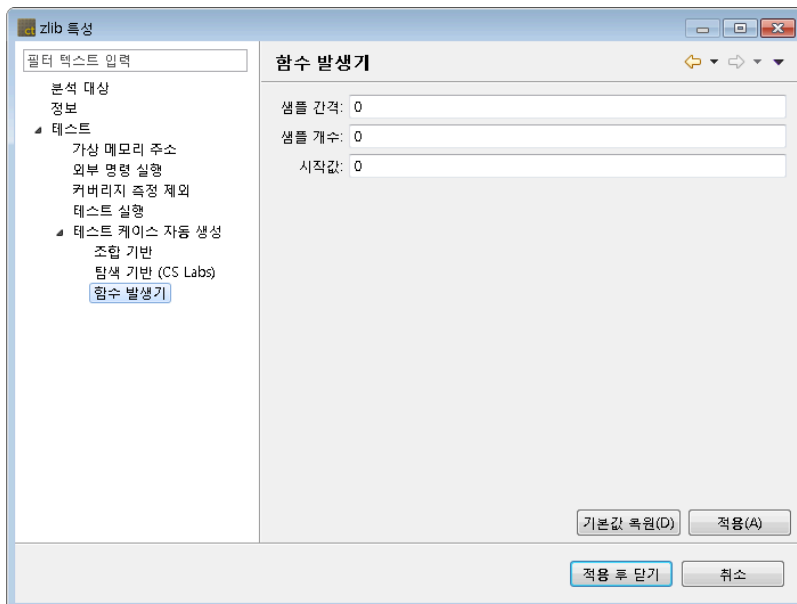 ct zlib 특성
필터 텍스트 입력
분석 대상
정보
테스트
가상 메모리 주소
외부 명령 실행
커버리지 측정 제외
테스트 실행
테스트 케이스 자동 생성
조합 기반
탐색 기반 (CS Labs)
함수 발생기
함수 발생기
샘플 간격: 0
샘플 개수: 0
시작값: 0
기본값 복원(D) 적용(A)
적용 후 닫기 취소